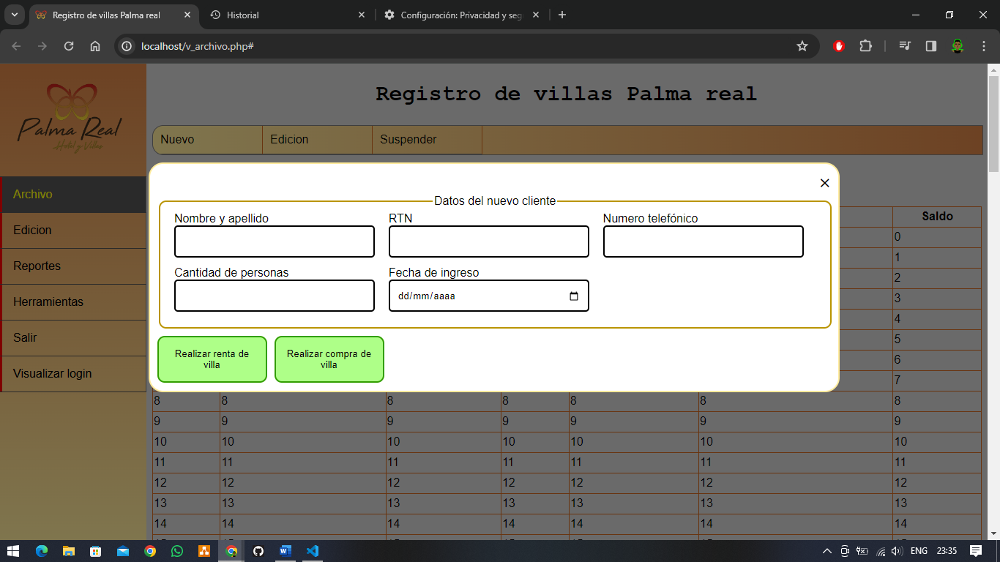 Registro de villas Palma real
Historial
Configuración: Privacidad y seg
localhost/v_archivo.php#
Palma Real
Hotel y Villas
Registro de villas Palma real
Nuevo Edicion Suspender
Archivo
Edicion
Reportes
Herramientas
Salir
Visualizar login
Datos del nuevo cliente
Nombre y apellido RTN Numero telefónico
Cantidad de personas Fecha de ingreso
dd/mm/aaaa
Realizar renta de
villa
Realizar compra de
villa
Saldo
0
1
2
3
4
5
6
7
8 8 8 8 8 8 8
9 9 9 9 9 9 9
10 10 10 10 10 10 10
11 11 11 11 11 11 11
12 12 12 12 12 12 12
13 13 13 13 13 13 13
14 14 14 14 14 14 14
ENG 23:35